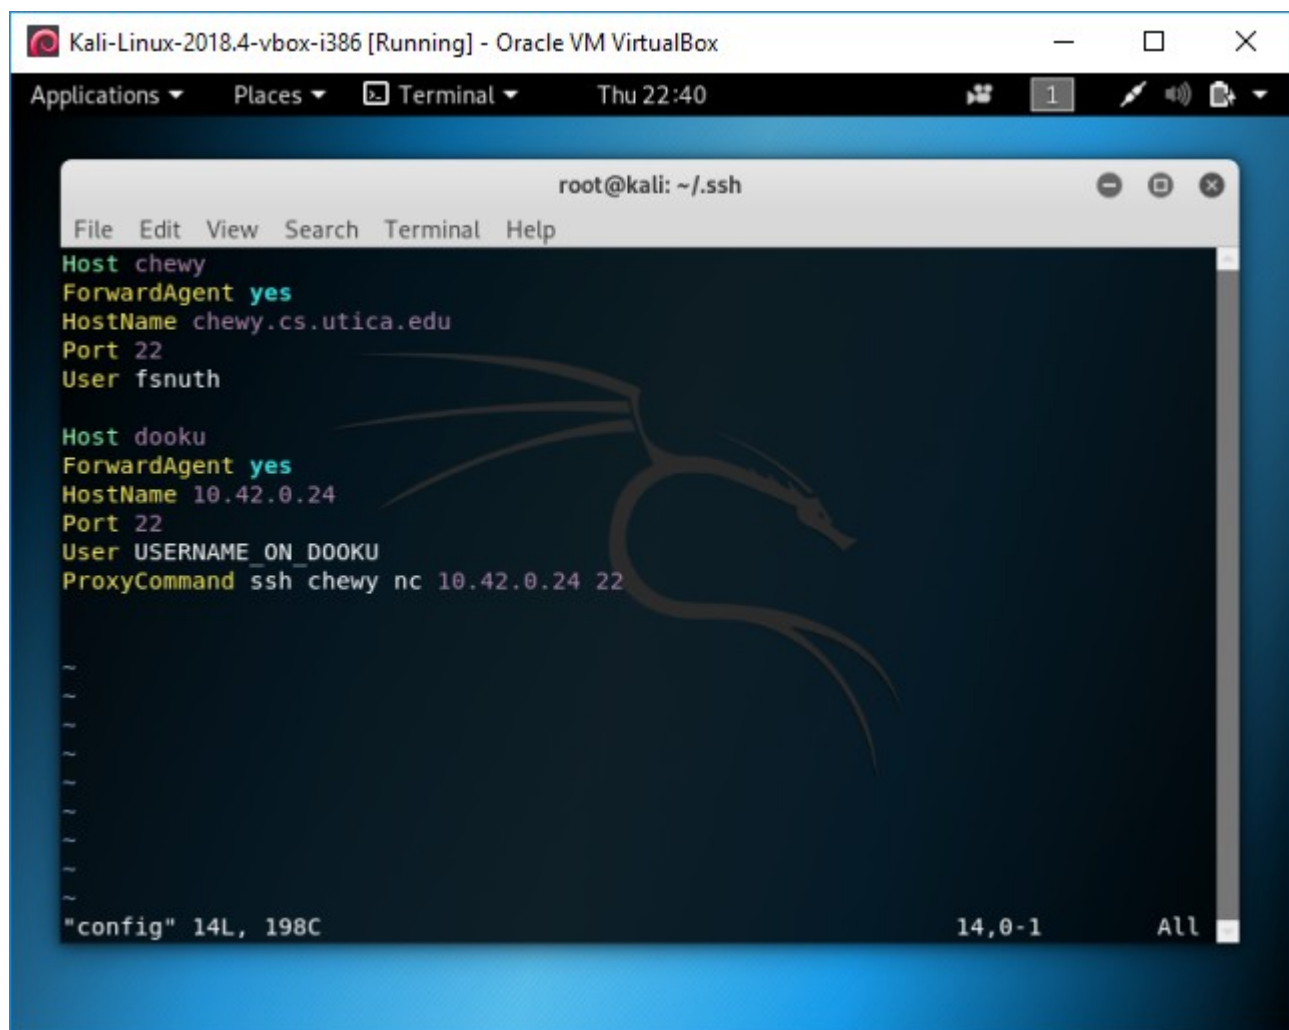 Kali-Linux-2018.4-vbox-i386 [Running] - Oracle VM VirtualBox
Applications Places Terminal Thu 22:40 1
root@kali: ~/.ssh
File Edit View Search Terminal Help
Host chewy
ForwardAgent yes
HostName chewy.cs.utica.edu
Port 22
User fsnuth
Host dooku
ForwardAgent yes
HostName 10.42.0.24
Port 22
User USERNAME_ON_DOOKU
ProxyCommand ssh chewy nc 10.42.0.24 22
~
~
~
~
~
~
~
~
~
"config" 14L, 198C 14,0-1 All